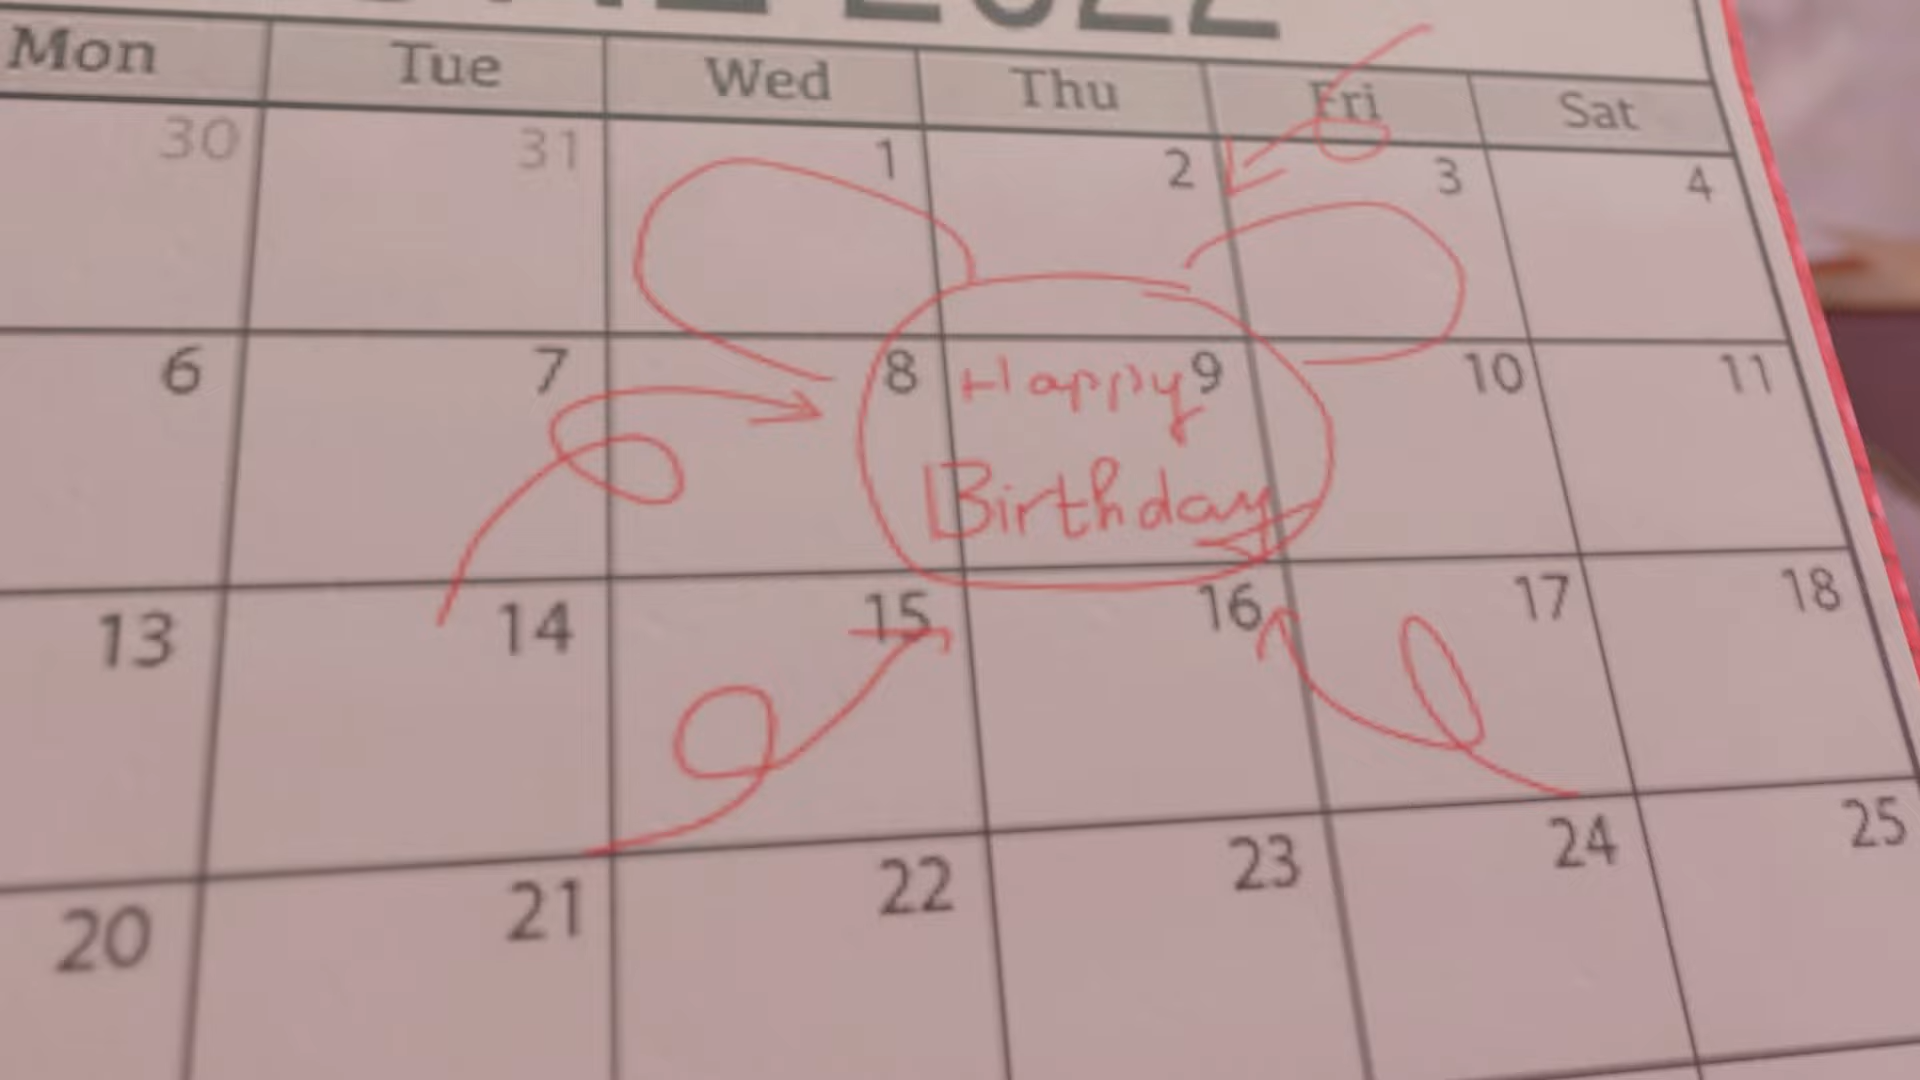 2022
Mon Tue Wed Thu Fri Sat
30 31 1 2 3 4
6 7 8 9 10 11
Happy
Birthday
13 14 15 16 17 18
20 21 22 23 24 25